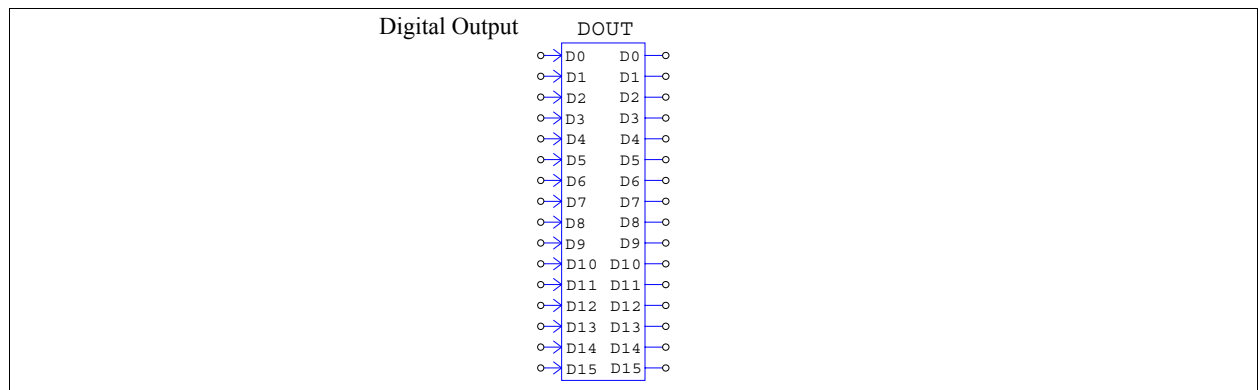 Digital Output DOUT
D0 D0
D1 D1
D2 D2
D3 D3
D4 D4
D5 D5
D6 D6
D7 D7
D8 D8
D9 D9
D10 D10
D11 D11
D12 D12
D13 D13
D14 D14
D15 D15